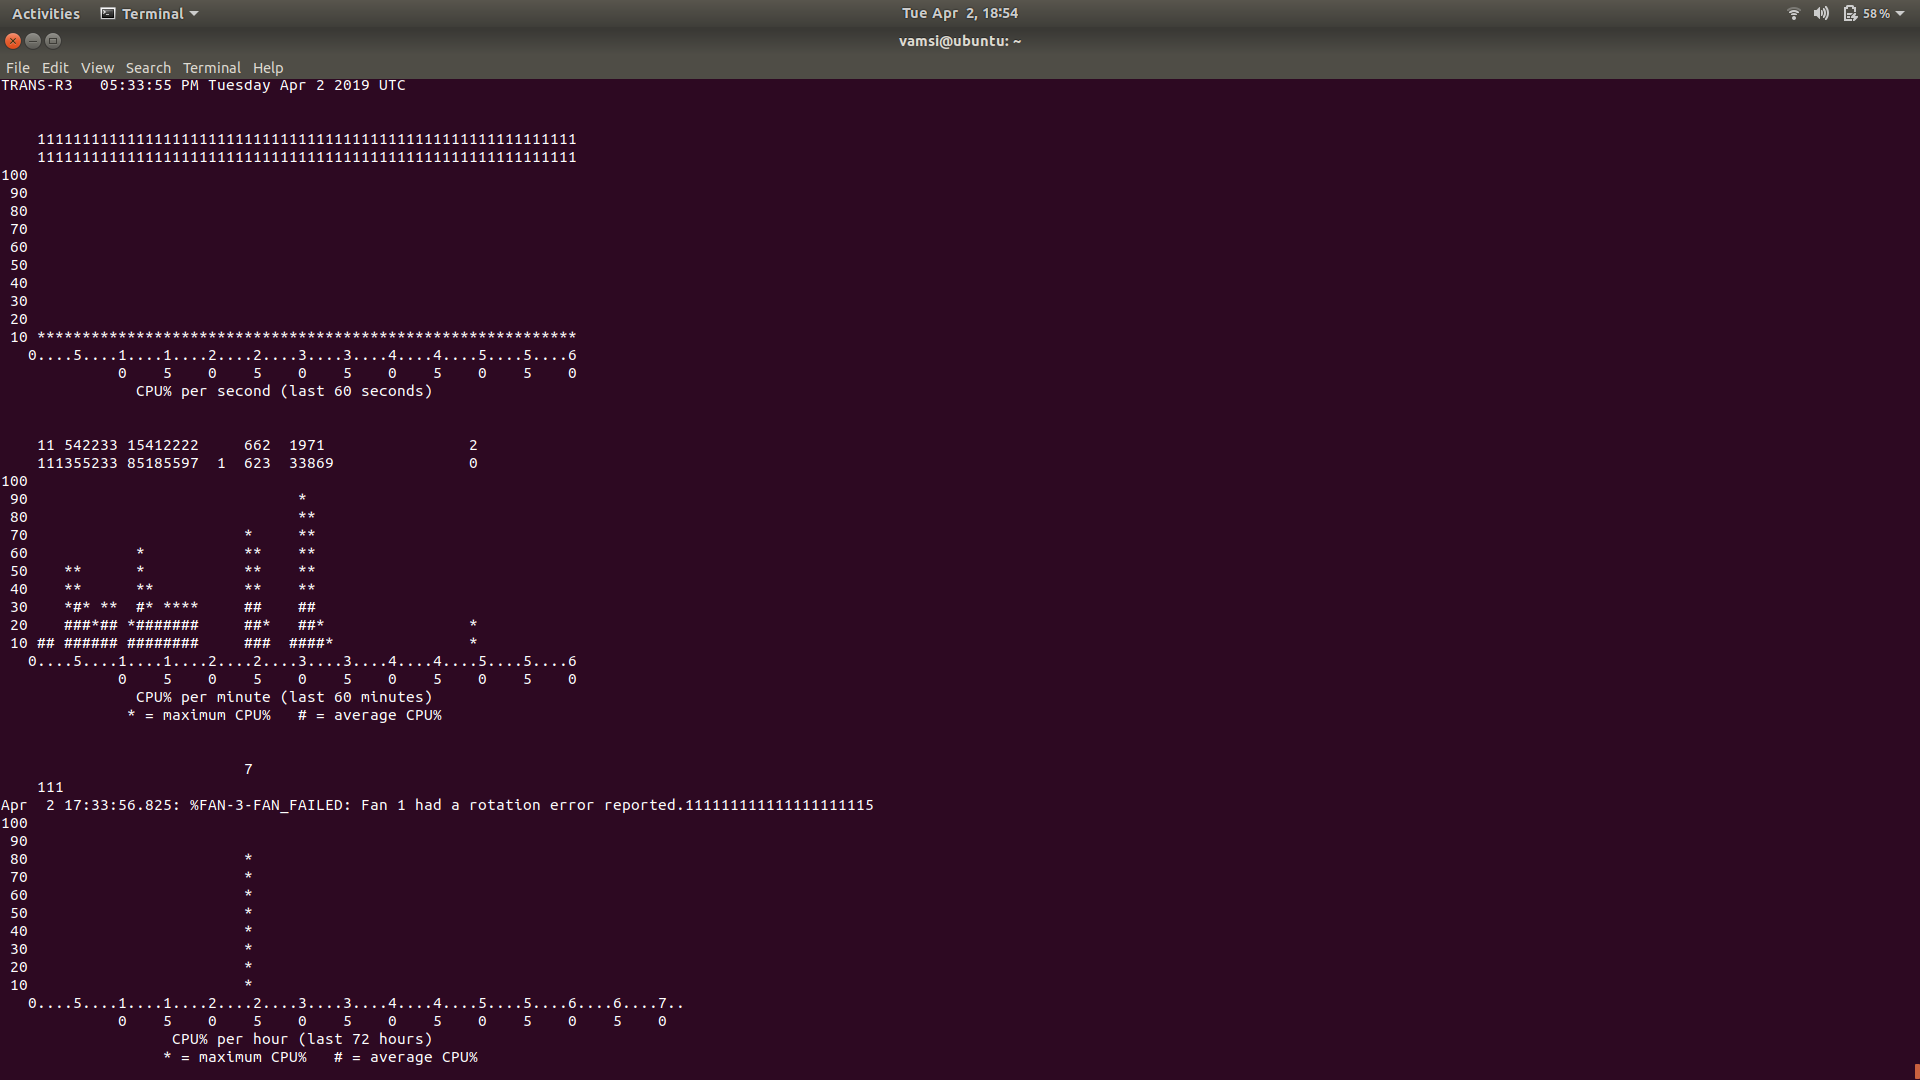 Activities Terminal Tue Apr 2, 18:54 58 %
vamsi@ubuntu: ~
File Edit View Search Terminal Help
TRANS-R3   05:33:55 PM Tuesday Apr 2 2019 UTC
    111111111111111111111111111111111111111111111111111111111111
    111111111111111111111111111111111111111111111111111111111111
100
 90
 80
 70
 60
 50
 40
 30
 20
 10 ************************************************************
   0....5....1....1....2....2....3....3....4....4....5....5....6
             0    5    0    5    0    5    0    5    0    5    0
               CPU% per second (last 60 seconds)
    11 542233 15412222     662  1971                2
    111355233 85185597  1  623  33869               0
100
 90                              *
 80                              **
 70                        *     **
 60            *           **    **
 50    **      *           **    **
 40    **      **          **    **
 30    *#* **  #* ****     ##    ##
 20    ###*## *#######     ##*   ##*                *
 10 ## ###### ########     ###  ####*               *
   0....5....1....1....2....2....3....3....4....4....5....5....6
             0    5    0    5    0    5    0    5    0    5    0
               CPU% per minute (last 60 minutes)
              * = maximum CPU%   # = average CPU%
                           7
    111
Apr  2 17:33:56.825: %FAN-3-FAN_FAILED: Fan 1 had a rotation error reported.111111111111111111115
100
 90
 80                        *
 70                        *
 60                        *
 50                        *
 40                        *
 30                        *
 20                        *
 10                        *
   0....5....1....1....2....2....3....3....4....4....5....5....6....6....7..
             0    5    0    5    0    5    0    5    0    5    0    5    0
                   CPU% per hour (last 72 hours)
                  * = maximum CPU%   # = average CPU%